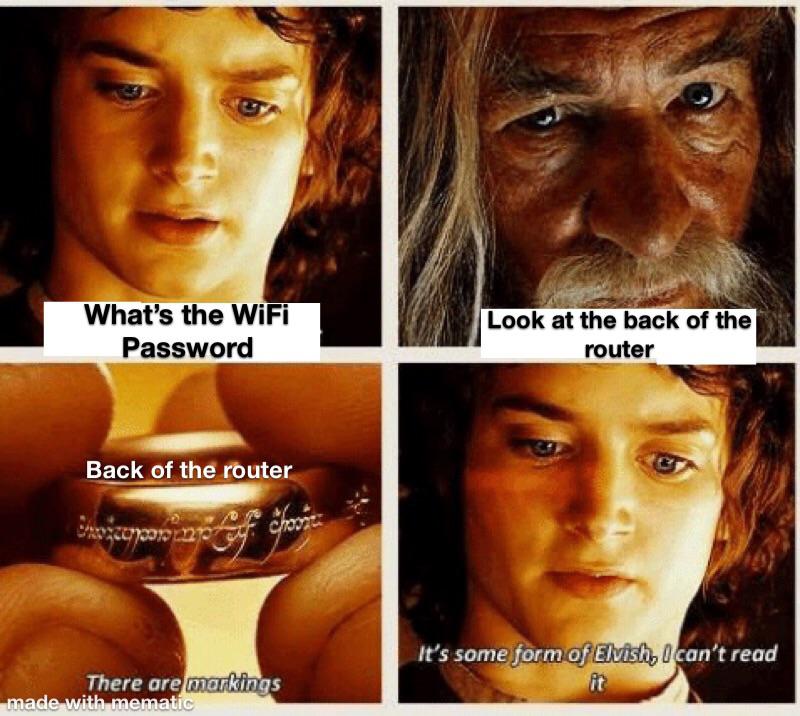 What's the WiFi
Password
Look at the back of the
router
Back of the router
There are markings
It's some form of Elvish, I can't read
it
made with mematic